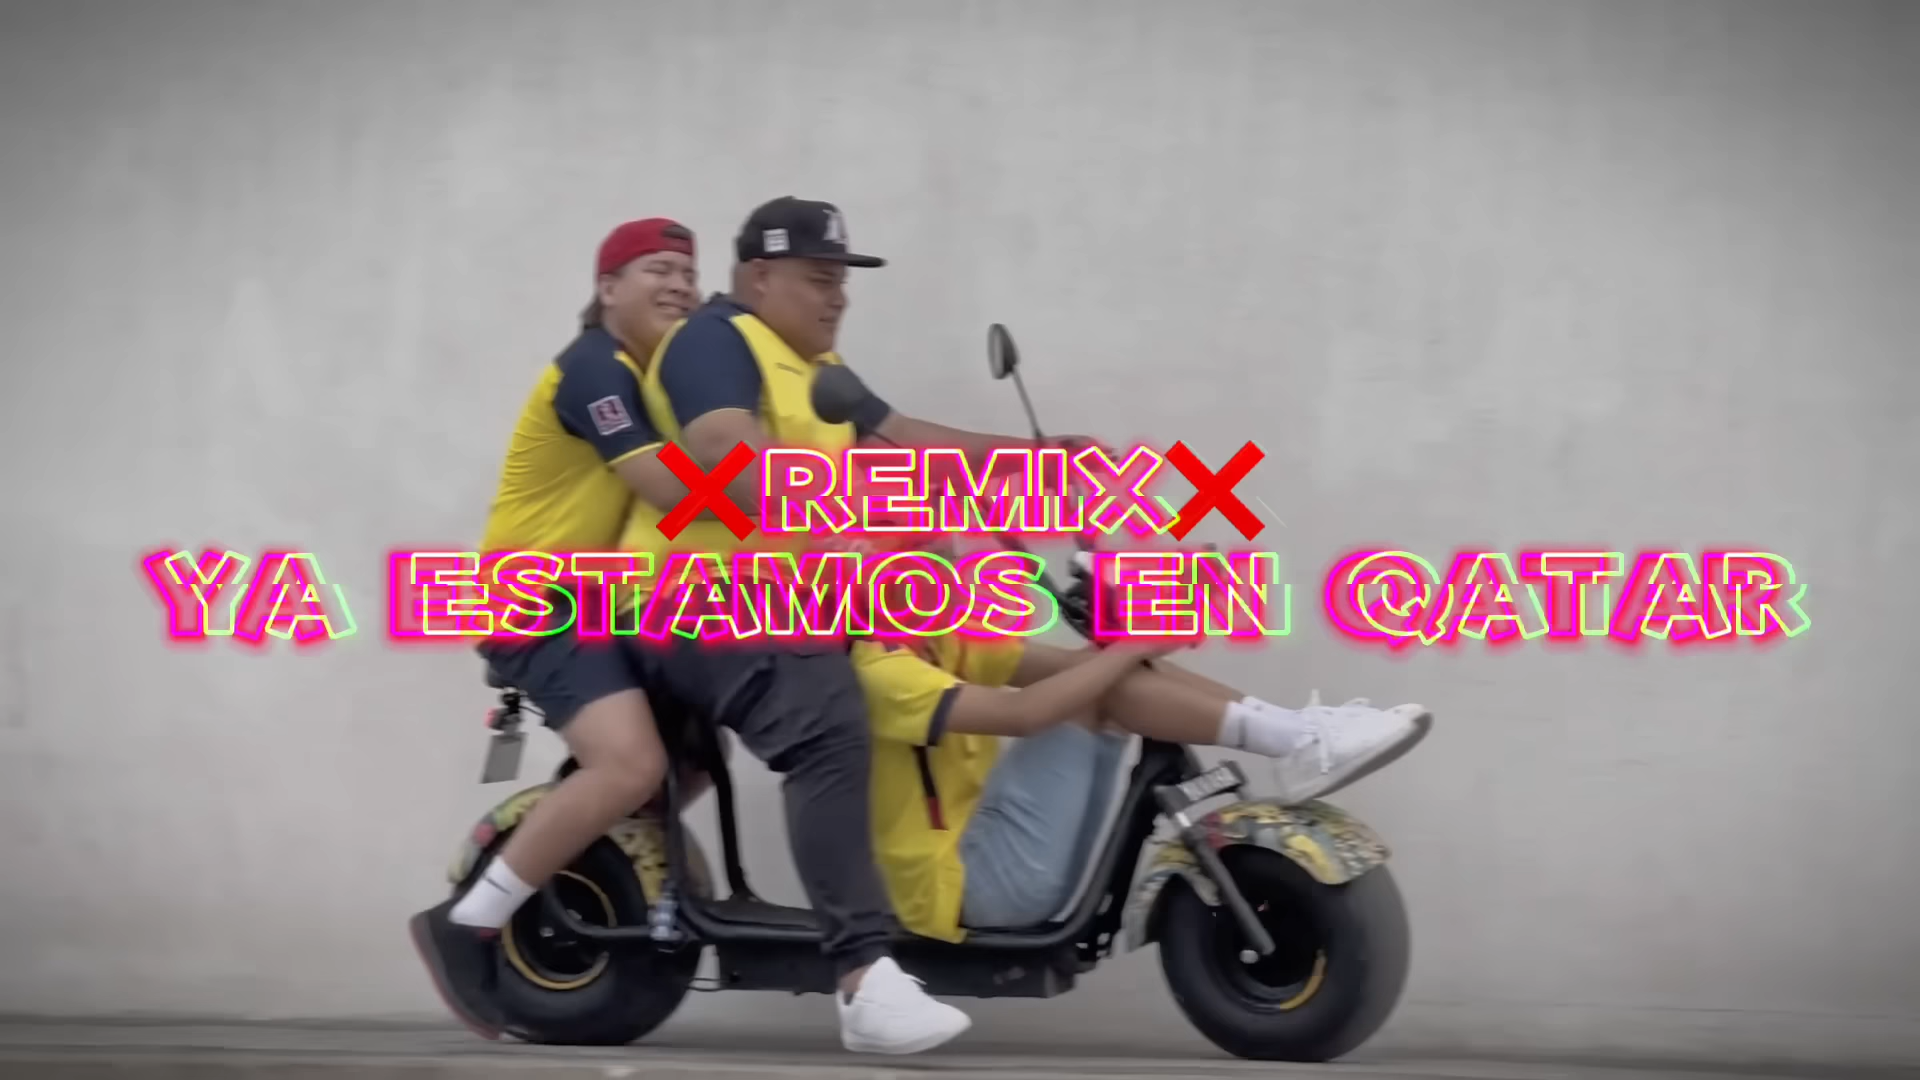 ❌REMIX❌
YA ESTAMOS EN QATAR